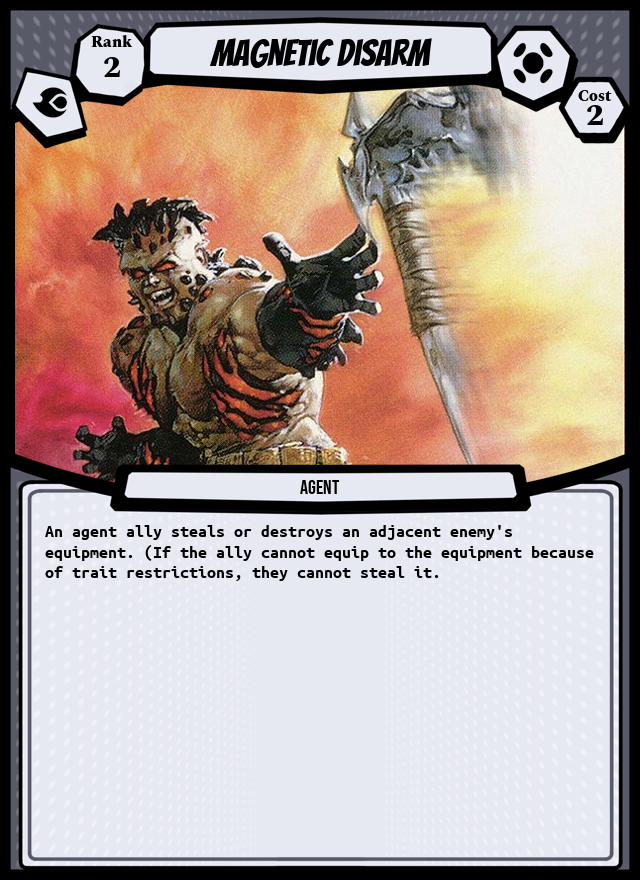 Rank
2
MAGNETIC DISARM
Cost
2
AGENT
An agent ally steals or destroys an adjacent enemy's
equipment. (If the ally cannot equip to the equipment because
of trait restrictions, they cannot steal it.